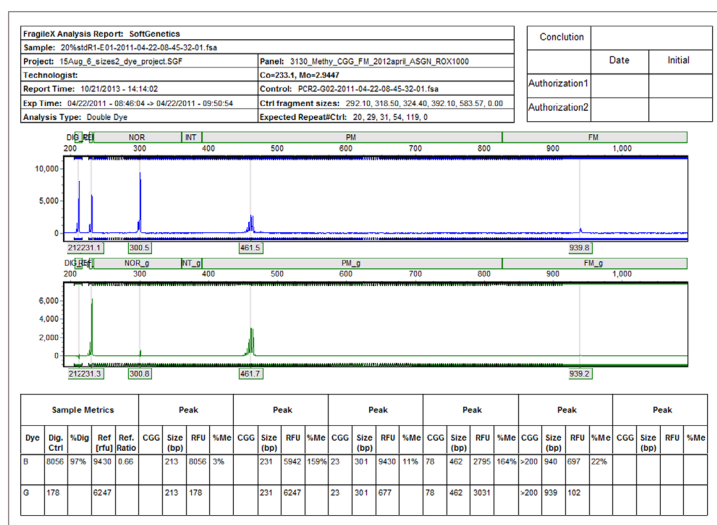 FragileX Analysis Report: SoftGenetics
Sample: 20%stdR1-E01-2011-04-22-08-45-32-01.fsa
Project: 15Aug_6_sizes2_dye_project.SGF
Panel: 3130_Methy_CGG_FM_2012april_ASGN_ROX1000
Technologist:
Co=233.1, Mo=2.9447
Report Time: 10/21/2013 - 14:14:02
Control: PCR2-G02-2011-04-22-08-45-32-01.fsa
Exp Time: 04/22/2011 - 08:46:04 -> 04/22/2011 - 09:50:54
Ctrl fragment sizes: 292.10, 318.50, 324.40, 392.10, 583.57, 0.00
Analysis Type: Double Dye
Expected Repeat#Ctrl: 20, 29, 31, 54, 119, 0
Conclution
Date Initial
Authorization1
Authorization2
NOR INT PM FM
200 300 400 500 600 700 800 900 1,000
10,000
5,000
0
212 231.1 300.5 461.5 939.8
NOR_g INT_g PM_g FM_g
200 300 400 500 600 700 800 900 1,000
6,000
4,000
2,000
0
212 231.3 300.8 461.7 939.2
Sample Metrics Peak Peak Peak Peak Peak Peak
Dye Dig. Ctrl %Dig Ref [rfu] Ref. Ratio CGG Size (bp) RFU %Me CGG Size (bp) RFU %Me CGG Size (bp) RFU %Me CGG Size (bp) RFU %Me CGG Size (bp) RFU %Me CGG Size (bp) RFU %Me
B 8056 97% 9430 0.66 213 8056 3% 231 5942 159% 23 301 9430 11% 78 462 2795 164% >200 940 697 22%
G 178 6247 213 178 231 6247 23 301 677 78 462 3031 >200 939 102